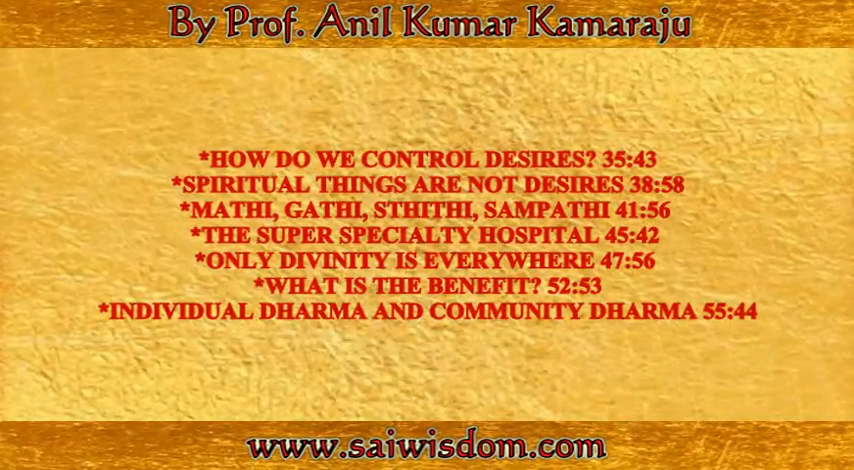 By Prof. Anil Kumar Kamaraju
*HOW DO WE CONTROL DESIRES? 35:43
*SPIRITUAL THINGS ARE NOT DESIRES 38:58
*MATHI, GATHI, STHITHI, SAMPATHI 41:56
*THE SUPER SPECIALTY HOSPITAL 45:42
*ONLY DIVINITY IS EVERYWHERE 47:56
*WHAT IS THE BENEFIT? 52:53
*INDIVIDUAL DHARMA AND COMMUNITY DHARMA 55:44
www.saiwisdom.com